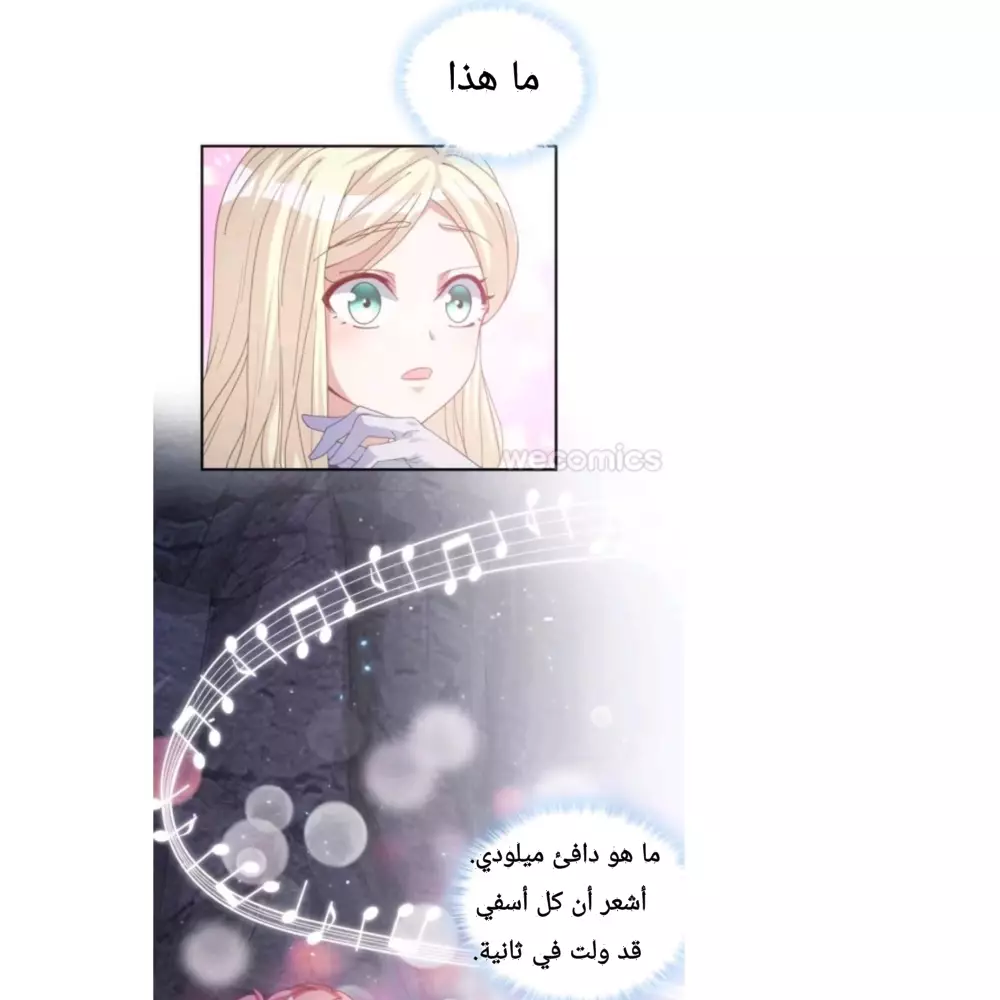 ما هذا
wecomics
ما هو دافئ ميلودي.
أشعر أن كل أسفي
قد ولت في ثانية.